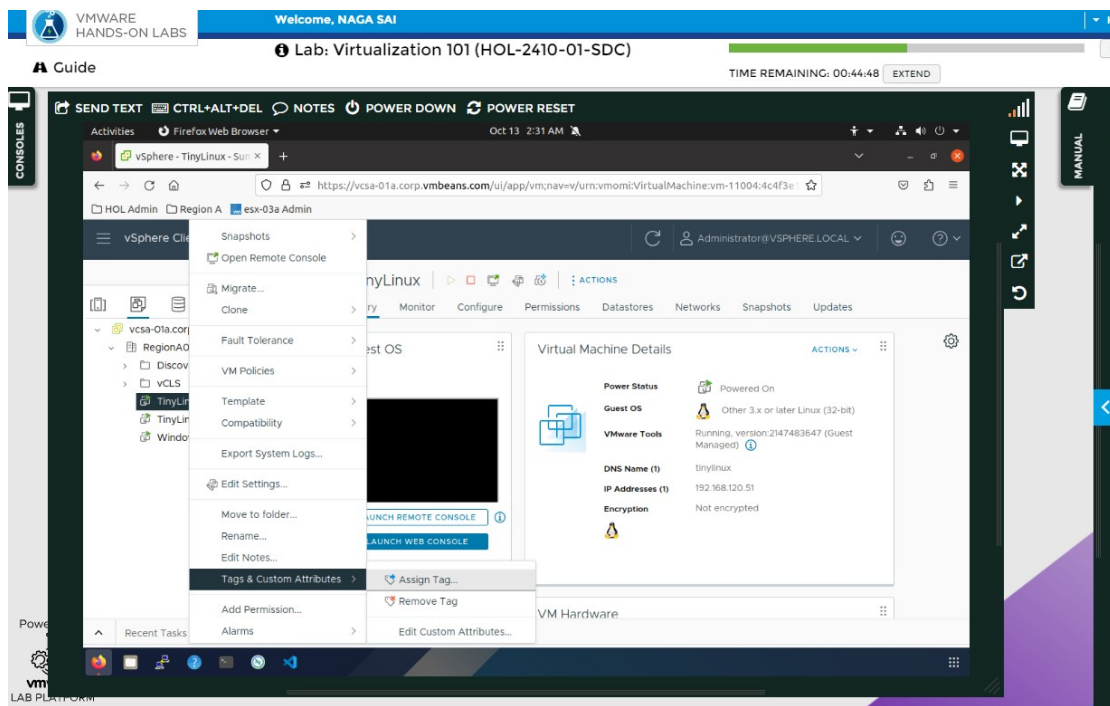 VMWARE
HANDS-ON LABS
Welcome, NAGA SAI
Lab: Virtualization 101 (HOL-2410-01-SDC)
Guide
TIME REMAINING: 00:44:48 EXTEND
CONSOLES
SEND TEXT CTRL+ALT+DEL NOTES POWER DOWN POWER RESET
MANUAL
Activities Firefox Web Browser Oct 13 2:31 AM
vSphere - TinyLinux - Sum
https://vcsa-01a.corp.vmbeans.com/ui/app/vm;nav=v/urn:vmomi:VirtualMachine:vm-11004:4c4f3e
HOL Admin Region A esx-03a Admin
vSphere Clie
Administrator@VSPHERE.LOCAL
Snapshots
Open Remote Console
Migrate...
Clone
Fault Tolerance
VM Policies
Template
Compatibility
Export System Logs...
Edit Settings...
Move to folder...
Rename...
Edit Notes...
Tags & Custom Attributes
Add Permission...
Alarms
Assign Tag...
Remove Tag
Edit Custom Attributes...
nyLinux ACTIONS
ry Monitor Configure Permissions Datastores Networks Snapshots Updates
vcsa-01a.corp
RegionA0
Discov
vCLS
TinyLin
TinyLin
Windo
est OS
AUNCH REMOTE CONSOLE
LAUNCH WEB CONSOLE
Virtual Machine Details ACTIONS
Power Status Powered On
Guest OS Other 3.x or later Linux (32-bit)
VMware Tools Running, version:2147483647 (Guest
Managed)
DNS Name (1) tinylinux
IP Addresses (1) 192.168.120.51
Encryption Not encrypted
VM Hardware
Recent Tasks
Powe
vm
LAB PLATFORM